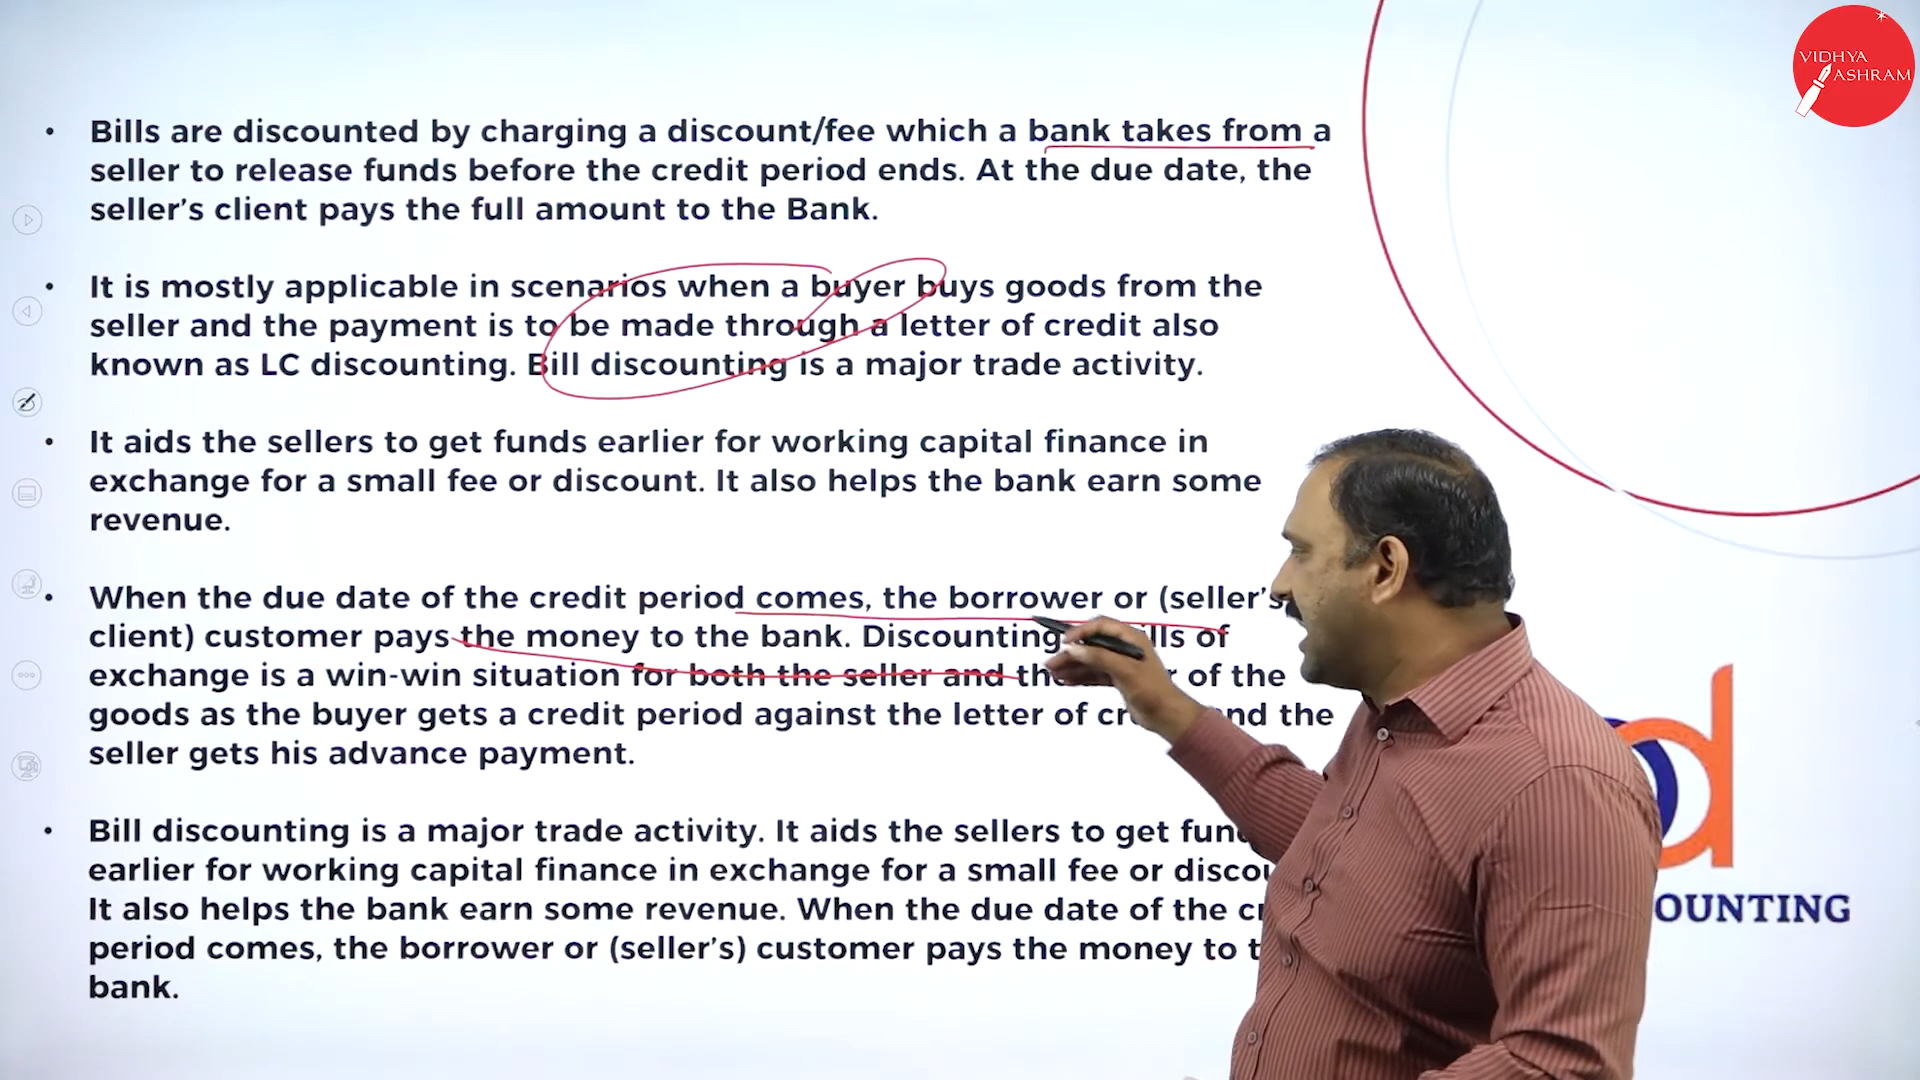 VIDHYA
ASHRAM
• Bills are discounted by charging a discount/fee which a bank takes from a
seller to release funds before the credit period ends. At the due date, the
seller's client pays the full amount to the Bank.
• It is mostly applicable in scenarios when a buyer buys goods from the
seller and the payment is to be made through a letter of credit also
known as LC discounting. Bill discounting is a major trade activity.
• It aids the sellers to get funds earlier for working capital finance in
exchange for a small fee or discount. It also helps the bank earn some
revenue.
• When the due date of the credit period comes, the borrower or (seller's
client) customer pays the money to the bank. Discounting of
exchange is a win-win situation for both the seller and of the
goods as the buyer gets a credit period against the letter of and the
seller gets his advance payment.
• Bill discounting is a major trade activity. It aids the sellers to get
earlier for working capital finance in exchange for a small fee or
It also helps the bank earn some revenue. When the due date of the
period comes, the borrower or (seller's) customer pays the money to
bank.
OUNTING